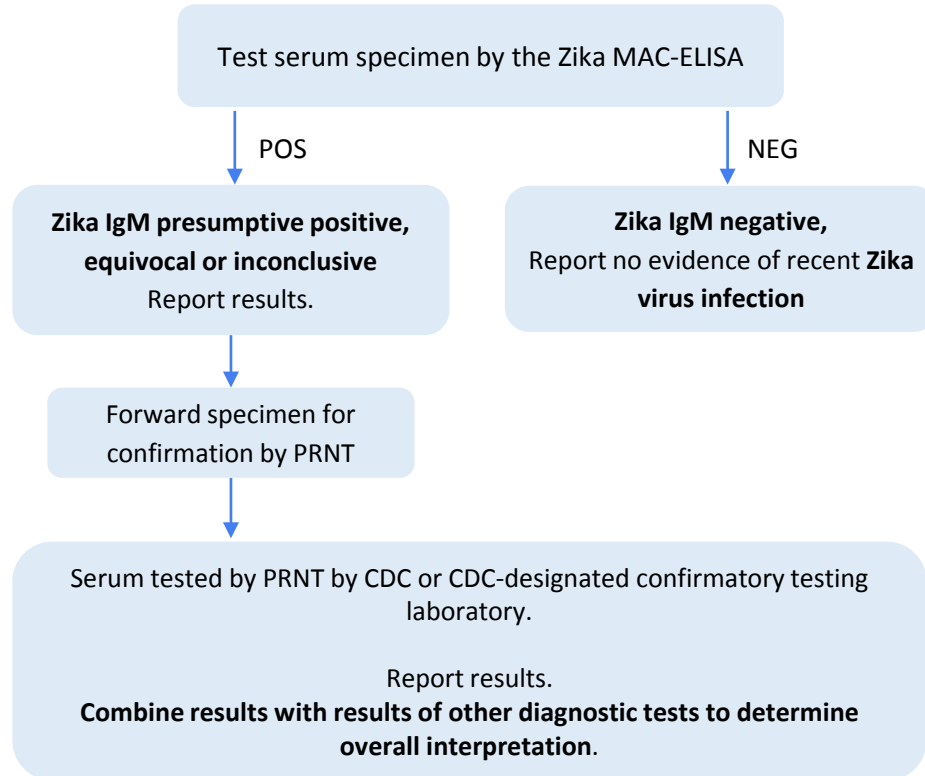 Test serum specimen by the Zika MAC-ELISA
POS
NEG
Zika IgM presumptive positive,
equivocal or inconclusive
Report results.
Zika IgM negative,
Report no evidence of recent Zika
virus infection
Forward specimen for
confirmation by PRNT
Serum tested by PRNT by CDC or CDC-designated confirmatory testing
laboratory.
Report results.
Combine results with results of other diagnostic tests to determine
overall interpretation.